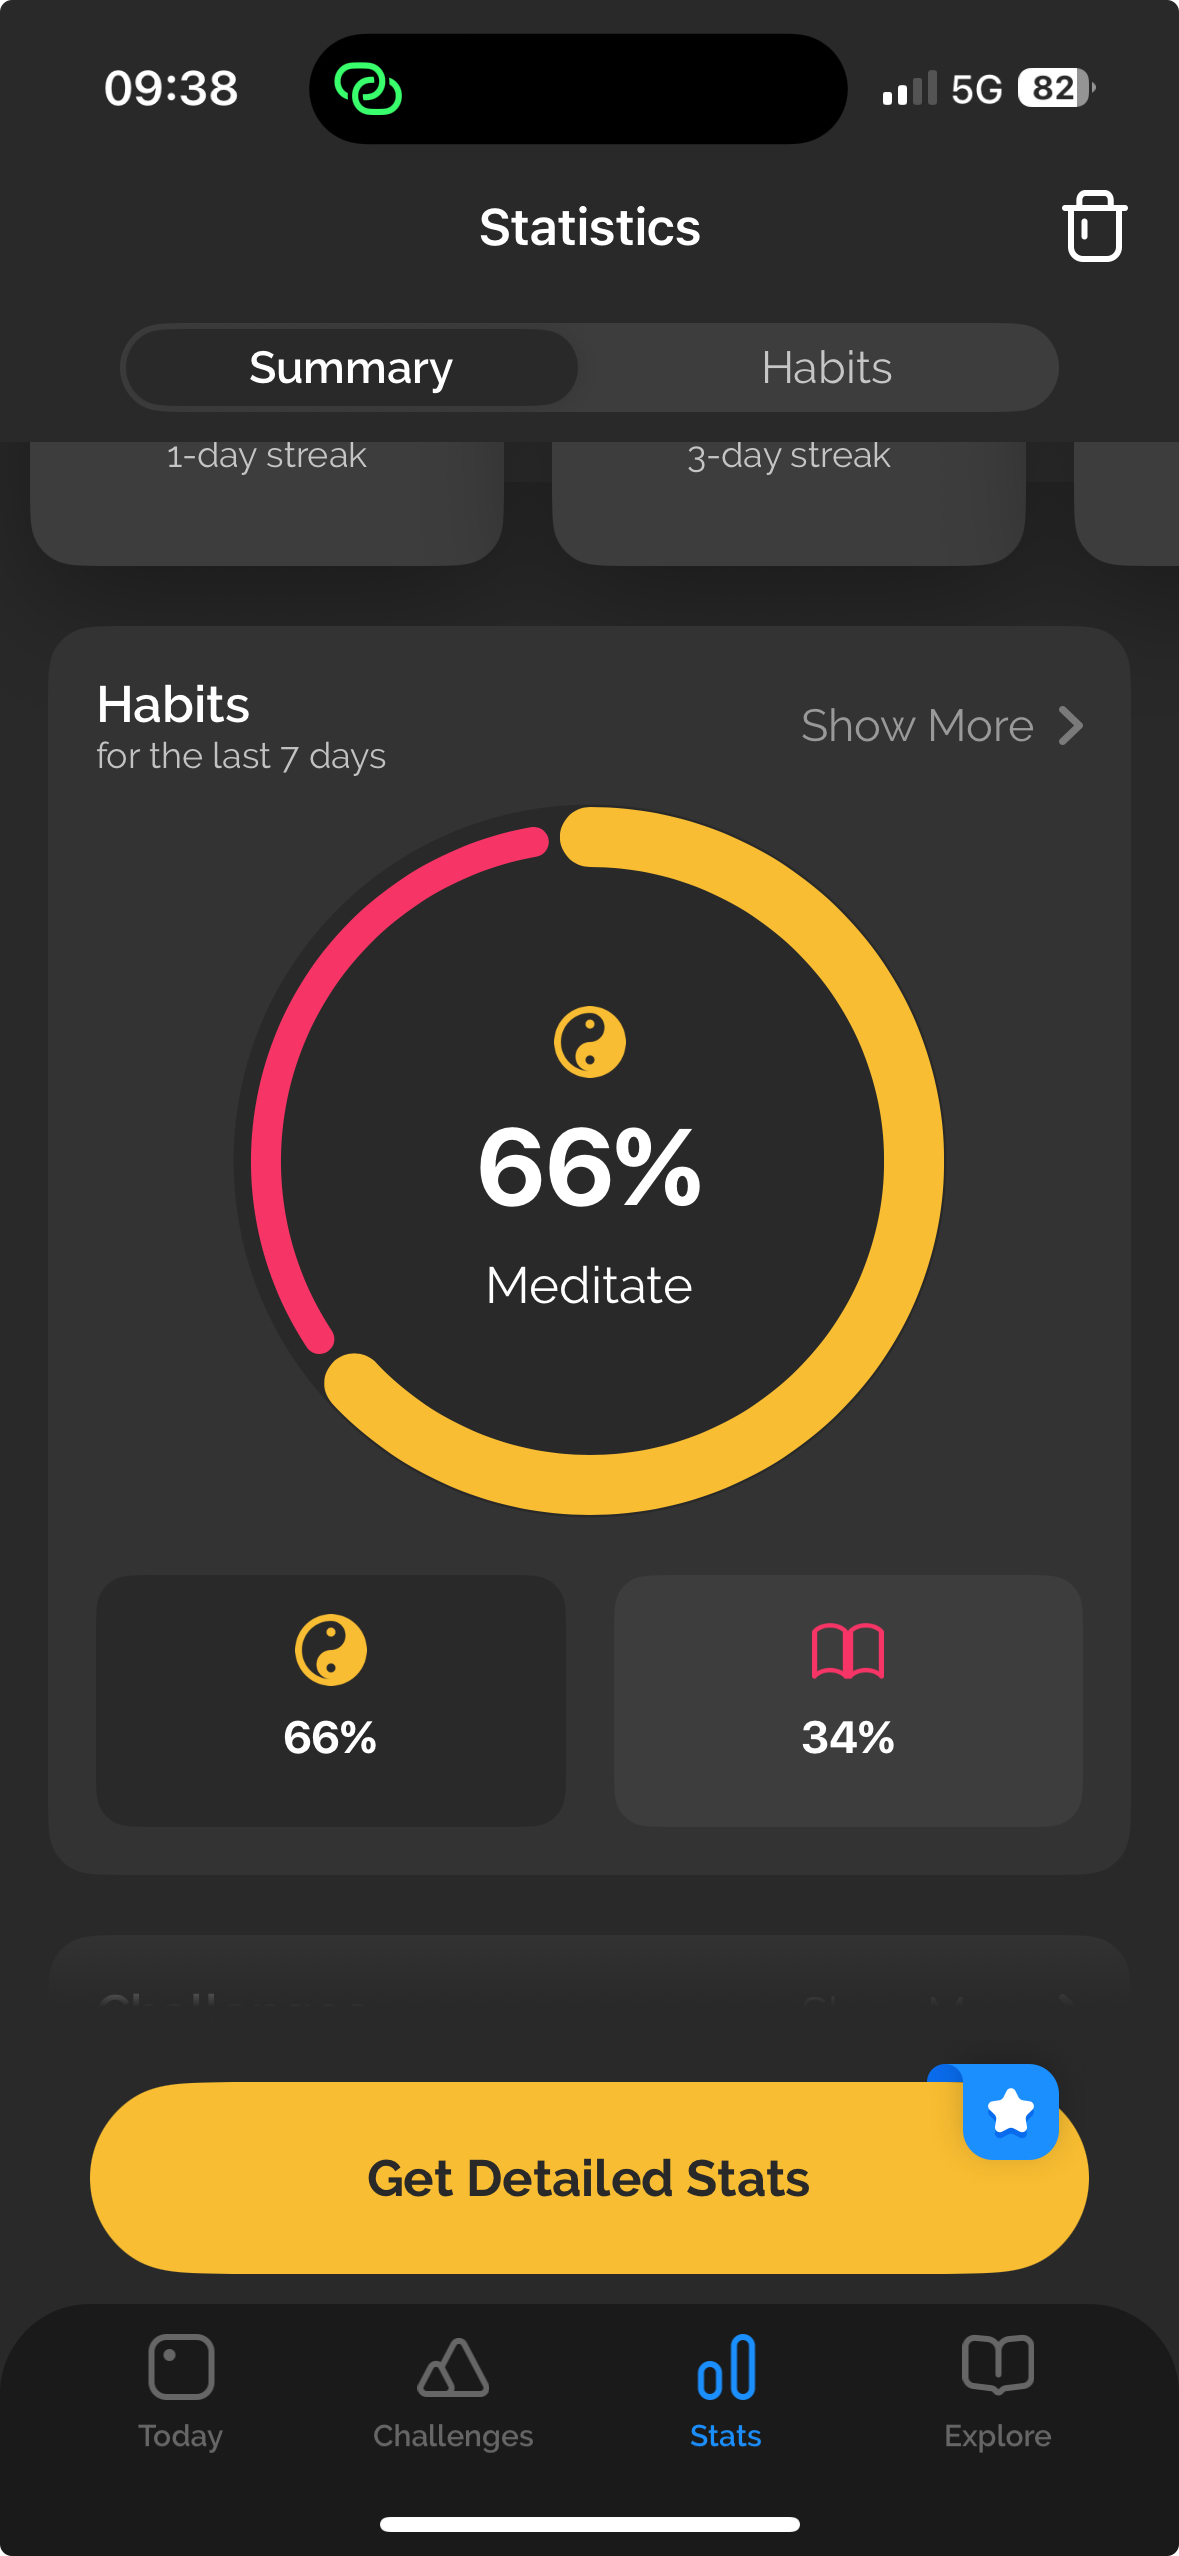 09:38
5G
82
Statistics
Summary
Habits
1-day streak
3-day streak
Habits
for the last 7 days
Show More
66%
Meditate
66%
34%
Get Detailed Stats
Today
Challenges
Stats
Explore